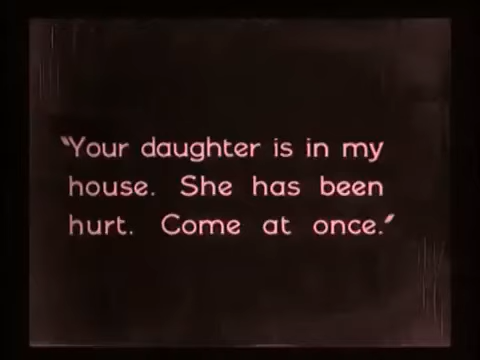 "Your daughter is in my
house. She has been
hurt. Come at once."